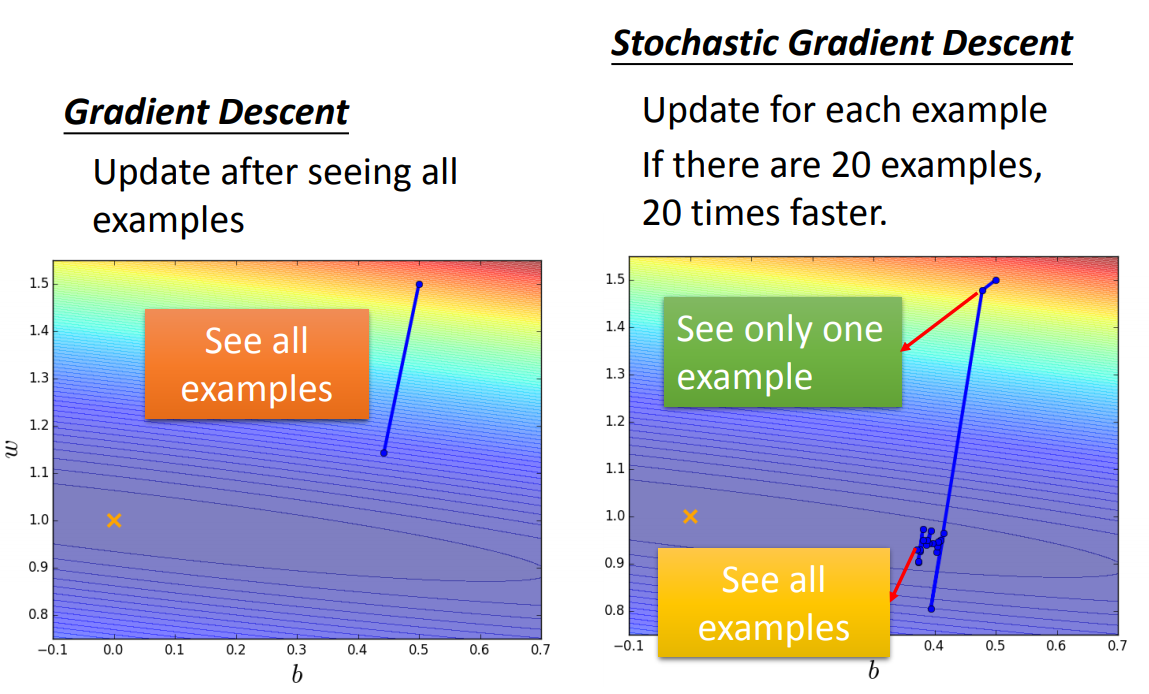 Stochastic Gradient Descent
Gradient Descent
Update for each example
If there are 20 examples,
20 times faster.
Update after seeing all
examples
1.5
1.4
1.3
1.2
1.1
1.0
0.9
0.8
w
See all
examples
−0.1 0.0 0.1 0.2 0.3 0.4 0.5 0.6 0.7
b
1.5
1.4
1.3
1.2
1.1
1.0
0.9
0.8
See only one
example
See all
examples
−0.1 0.4 0.5 0.6 0.7
b